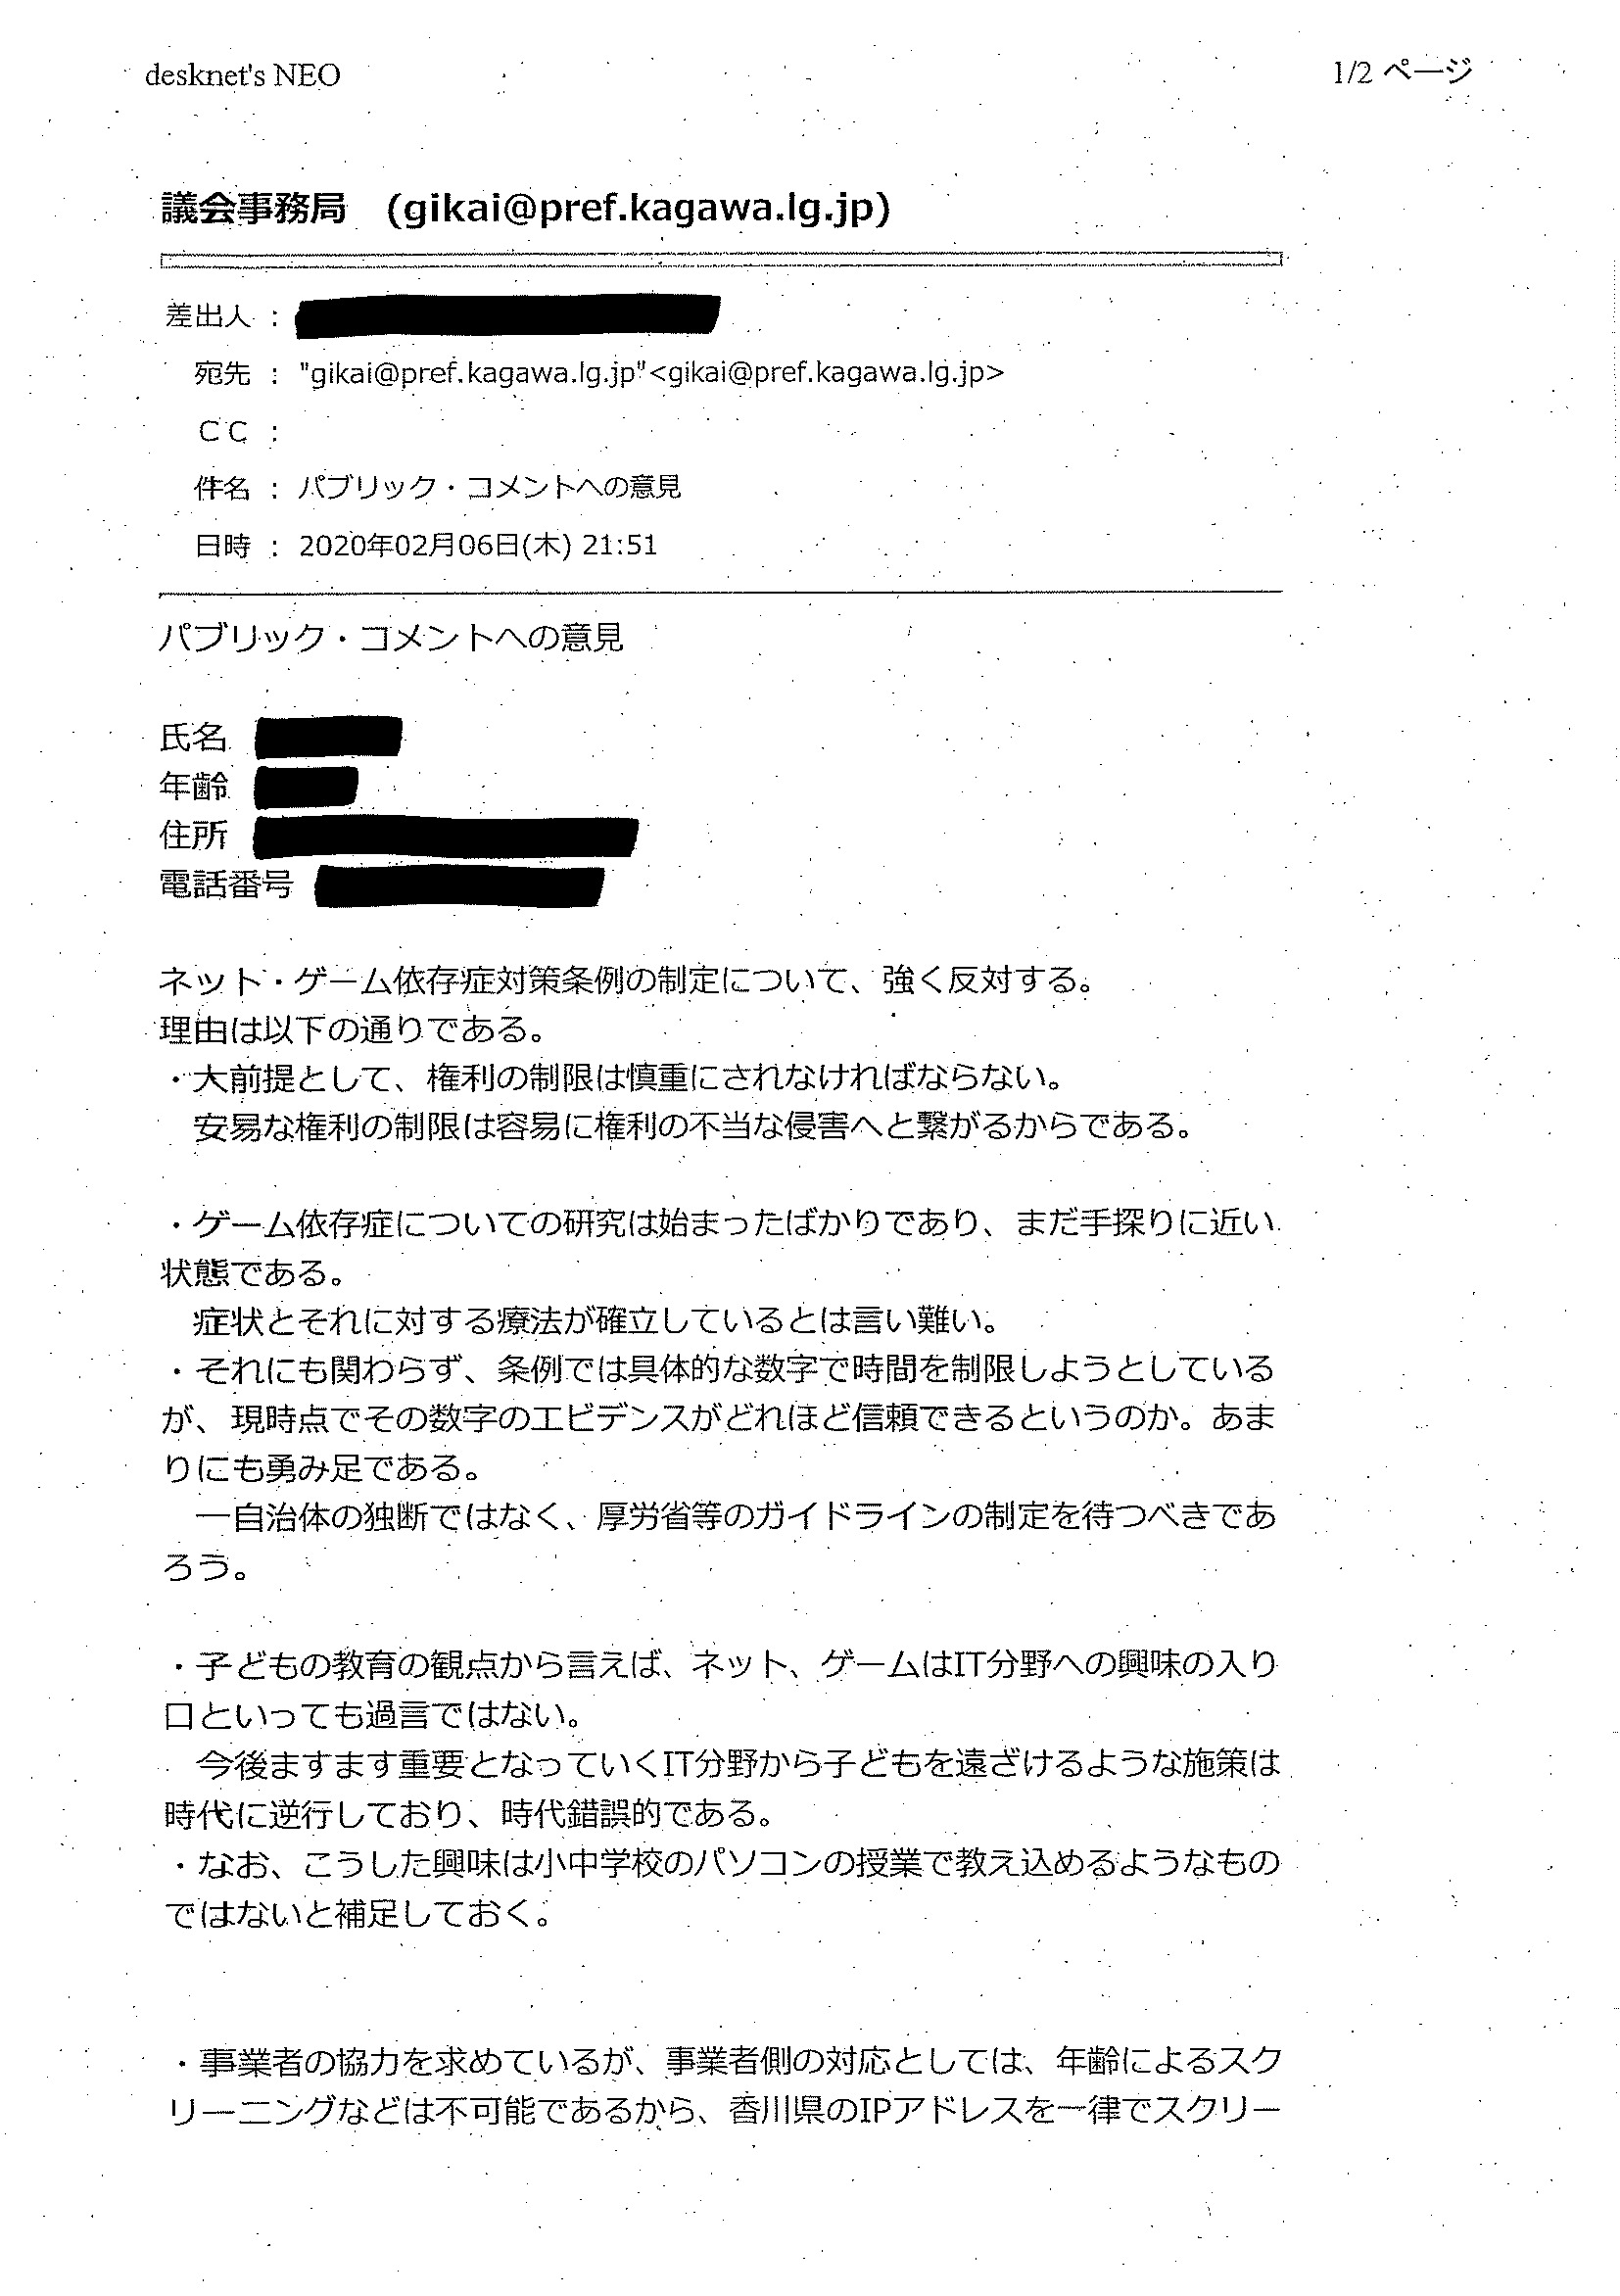 desknet's NEO
1/2 ページ
議会事務局　(gikai@pref.kagawa.lg.jp)
差出人 :
宛先 : "gikai@pref.kagawa.lg.jp"<gikai@pref.kagawa.lg.jp>
CC :
件名 : パブリック・コメントへの意見
日時 : 2020年02月06日(木) 21:51
パブリック・コメントへの意見
氏名
年齢
住所
電話番号
ネット・ゲーム依存症対策条例の制定について、強く反対する。
理由は以下の通りである。
・大前提として、権利の制限は慎重にされなければならない。
　安易な権利の制限は容易に権利の不当な侵害へと繋がるからである。
・ゲーム依存症についての研究は始まったばかりであり、まだ手探りに近い
状態である。
　症状とそれに対する療法が確立しているとは言い難い。
・それにも関わらず、条例では具体的な数字で時間を制限しようとしている
が、現時点でその数字のエビデンスがどれほど信頼できるというのか。あま
りにも勇み足である。
　一自治体の独断ではなく、厚労省等のガイドラインの制定を待つべきであ
ろう。
・子どもの教育の観点から言えば、ネット、ゲームはIT分野への興味の入り
口といっても過言ではない。
　今後ますます重要となっていくIT分野から子どもを遠ざけるような施策は
時代に逆行しており、時代錯誤的である。
・なお、こうした興味は小中学校のパソコンの授業で教え込めるようなもの
ではないと補足しておく。
・事業者の協力を求めているが、事業者側の対応としては、年齢によるスク
リーニングなどは不可能であるから、香川県のIPアドレスを一律でスクリー